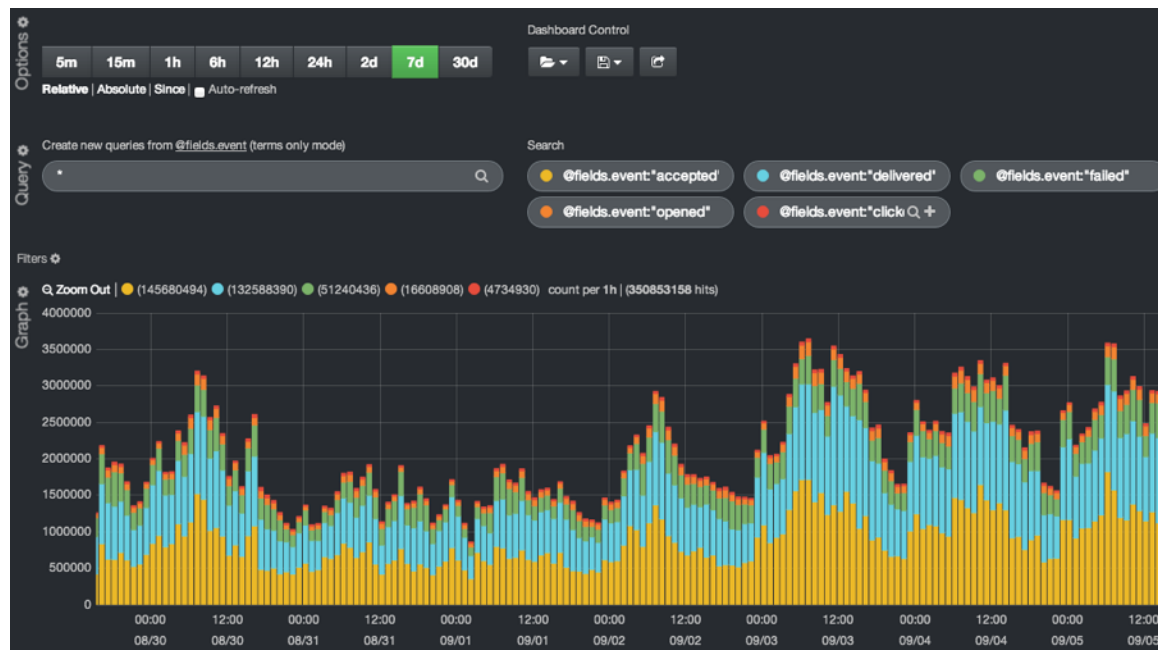 Options
Dashboard Control
5m 15m 1h 6h 12h 24h 2d 7d 30d
Relative | Absolute | Since | Auto-refresh
Query
Create new queries from @fields.event (terms only mode)
Search
*
@fields.event:"accepted" @fields.event:"delivered" @fields.event:"failed"
@fields.event:"opened" @fields.event:"click
Filters
Graph
Zoom Out | (145680494) (132588390) (51240436) (16608908) (4734930) count per 1h | (350853158 hits)
4000000
3500000
3000000
2500000
2000000
1500000
1000000
500000
0
00:00 12:00 00:00 12:00 00:00 12:00 00:00 12:00 00:00 12:00 00:00 12:00 00:00 12:00
08/30 08/30 08/31 08/31 09/01 09/01 09/02 09/02 09/03 09/03 09/04 09/04 09/05 09/05